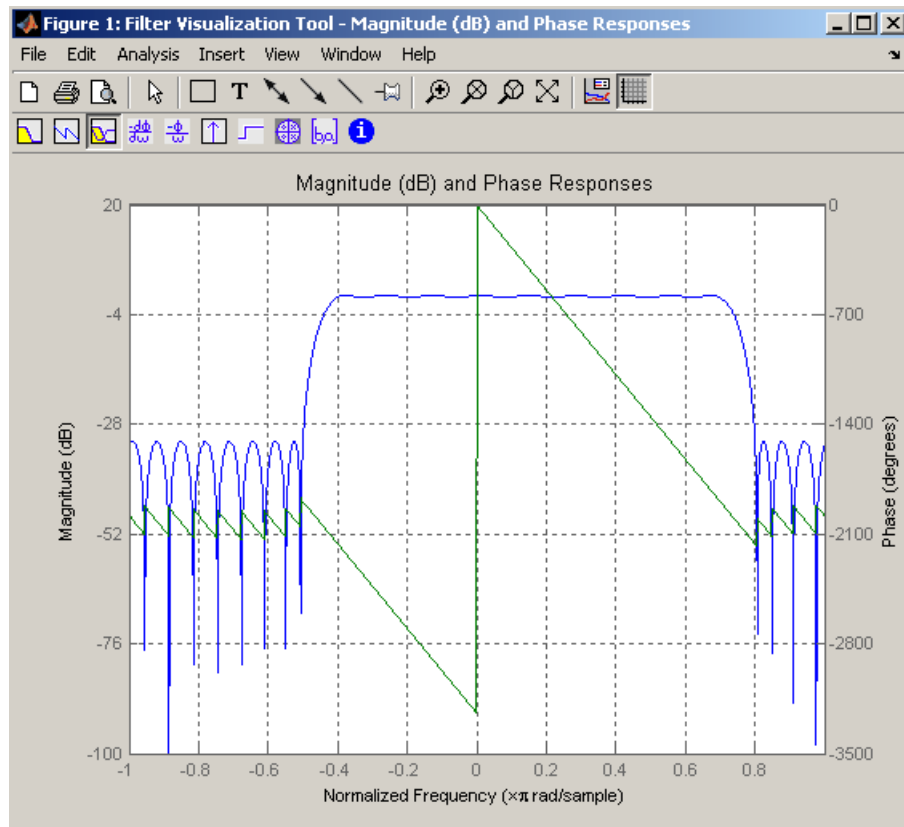 Figure 1: Filter Visualization Tool - Magnitude (dB) and Phase Responses
File Edit Analysis Insert View Window Help
T
[b,a] i
Magnitude (dB) and Phase Responses
20 0
-4 -700
-28 -1400
-52 -2100
-76 -2800
-100 -3500
Magnitude (dB)
Phase (degrees)
-1 -0.8 -0.6 -0.4 -0.2 0 0.2 0.4 0.6 0.8
Normalized Frequency (×π rad/sample)